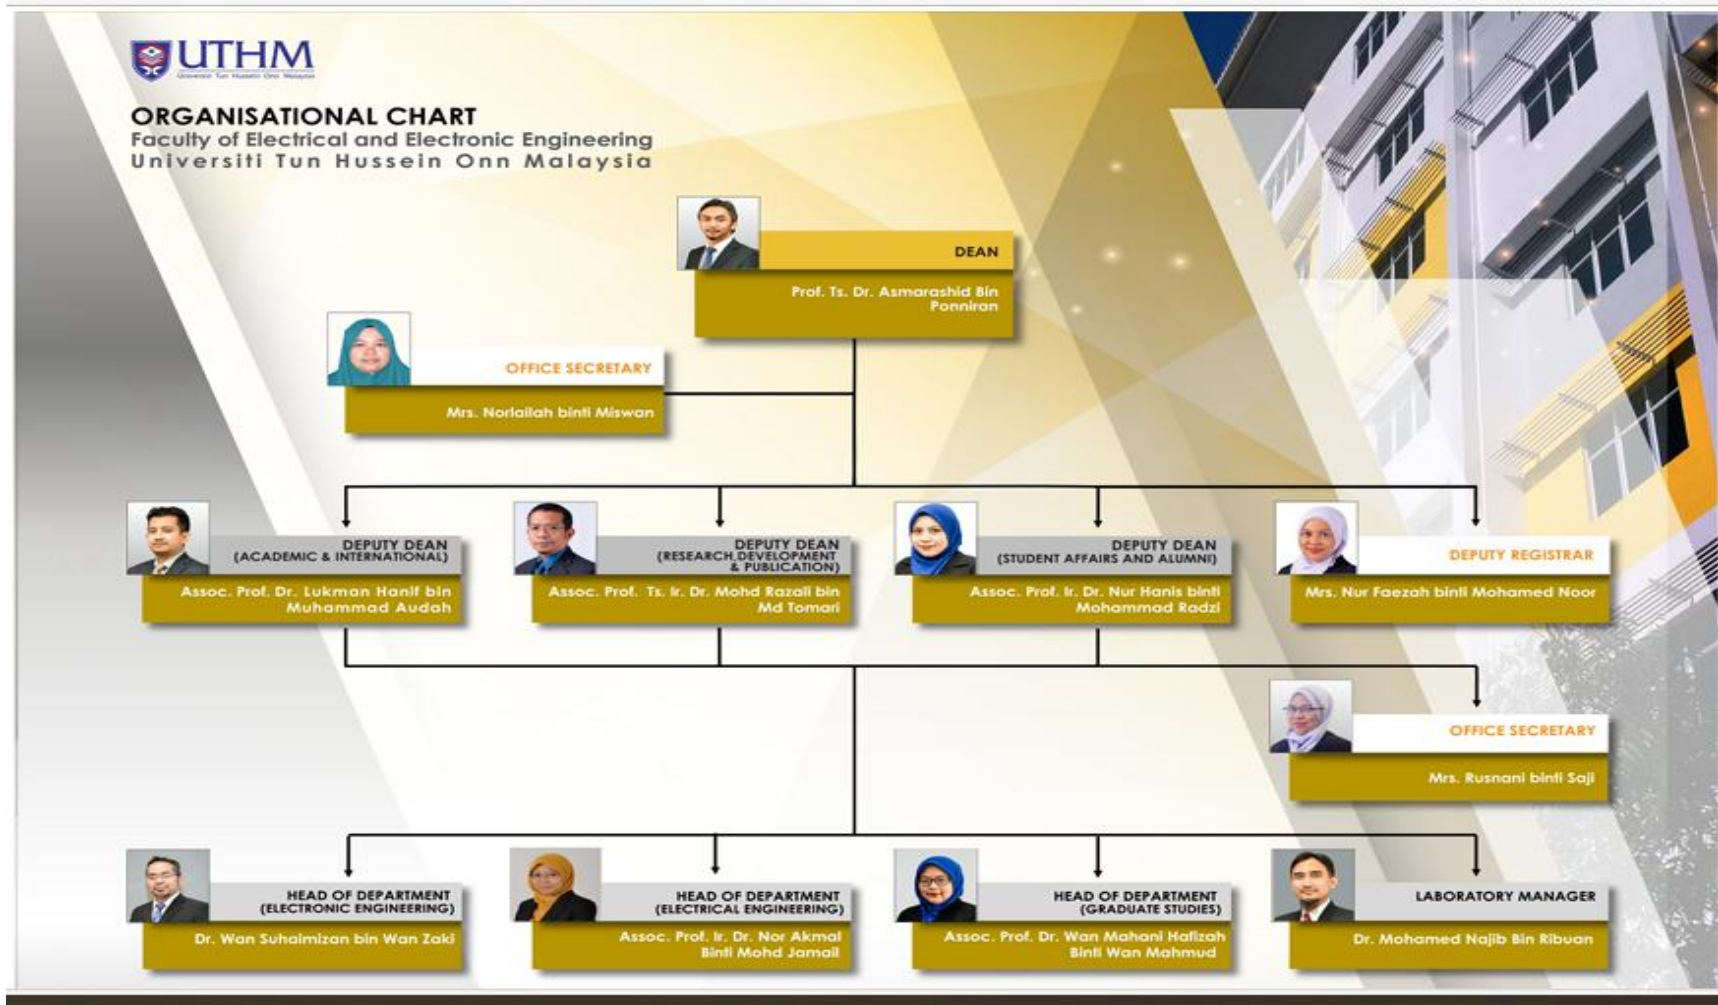 UTHM
Universiti Tun Hussein Onn Malaysia
ORGANISATIONAL CHART
Faculty of Electrical and Electronic Engineering
Universiti Tun Hussein Onn Malaysia
DEAN
Prof. Ts. Dr. Asmarashid Bin
Ponniran
OFFICE SECRETARY
Mrs. Norlailah binti Miswan
DEPUTY DEAN
(ACADEMIC & INTERNATIONAL)
Assoc. Prof. Dr. Lukman Hanif bin
Muhammad Audah
DEPUTY DEAN
(RESEARCH,DEVELOPMENT
& PUBLICATION)
Assoc. Prof. Ts. Ir. Dr. Mohd Razali bin
Md Tomari
DEPUTY DEAN
(STUDENT AFFAIRS AND ALUMNI)
Assoc. Prof. Ir. Dr. Nur Hanis binti
Mohammad Radzi
DEPUTY REGISTRAR
Mrs. Nur Faezah binti Mohamed Noor
OFFICE SECRETARY
Mrs. Rusnani binti Saji
HEAD OF DEPARTMENT
(ELECTRONIC ENGINEERING)
Dr. Wan Suhaimizan bin Wan Zaki
HEAD OF DEPARTMENT
(ELECTRICAL ENGINEERING)
Assoc. Prof. Ir. Dr. Nor Akmal
Binti Mohd Jamail
HEAD OF DEPARTMENT
(GRADUATE STUDIES)
Assoc. Prof. Dr. Wan Mahani Hafizah
Binti Wan Mahmud
LABORATORY MANAGER
Dr. Mohamed Najib Bin Ribuan